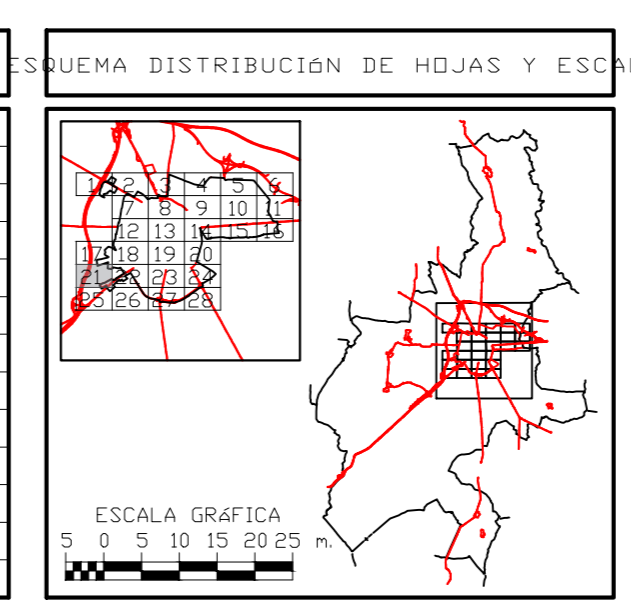 ESQUEMA DISTRIBUCIóN DE HOJAS Y ESCA
1 2 3 4 5 6
7 8 9 10 11
12 13 14 15 16
17 18 19 20
21 22 23 24
25 26 27 28
ESCALA GRáFICA
5 0 5 10 15 20 25 m.